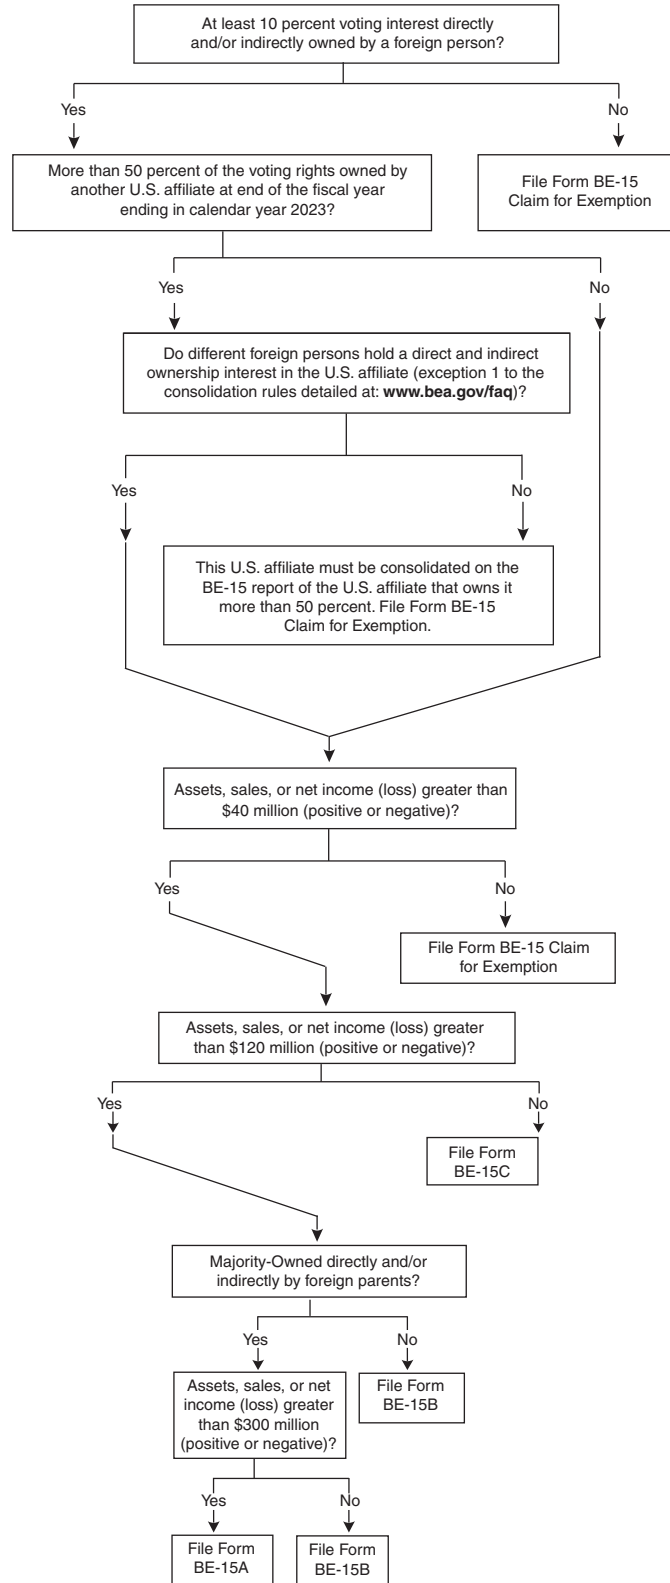 At least 10 percent voting interest directly
and/or indirectly owned by a foreign person?
Yes
No
More than 50 percent of the voting rights owned by
another U.S. affiliate at end of the fiscal year
ending in calendar year 2023?
File Form BE-15
Claim for Exemption
Yes
No
Do different foreign persons hold a direct and indirect
ownership interest in the U.S. affiliate (exception 1 to the
consolidation rules detailed at: www.bea.gov/faq)?
Yes
No
This U.S. affiliate must be consolidated on the
BE-15 report of the U.S. affiliate that owns it
more than 50 percent. File Form BE-15
Claim for Exemption.
Assets, sales, or net income (loss) greater than
$40 million (positive or negative)?
Yes
No
File Form BE-15 Claim
for Exemption
Assets, sales, or net income (loss) greater
than $120 million (positive or negative)?
Yes
No
File Form
BE-15C
Majority-Owned directly and/or
indirectly by foreign parents?
Yes
No
Assets, sales, or net
income (loss) greater
than $300 million
(positive or negative)?
File Form
BE-15B
Yes
No
File Form
BE-15A
File Form
BE-15B